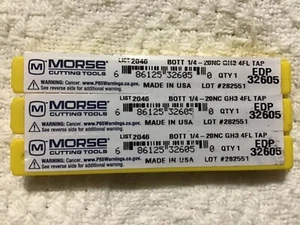 M MORSE
CUTTING TOOLS
WARNING: Cancer. www.P65Warnings.ca.gov.
See reverse side for additional warning.
LIST 2046 BOTT 1/4-20NC GH2 4FL TAP
6 86125 32605 0 QTY 1 EDP
32605
MADE IN USA LOT #282551
M MORSE
CUTTING TOOLS
WARNING: Cancer. www.P65Warnings.ca.gov.
See reverse side for additional warning.
LIST 2046 BOTT 1/4-20NC GH3 4FL TAP
6 86125 32605 0 QTY 1 EDP
32605
MADE IN USA LOT #282551
M MORSE
CUTTING TOOLS
WARNING: Cancer. www.P65Warnings.ca.gov.
See reverse side for additional warning.
LIST 2046 BOTT 1/4-20NC GH3 4FL TAP
6 86125 32605 0 QTY 1 EDP
32605
MADE IN USA LOT #282551